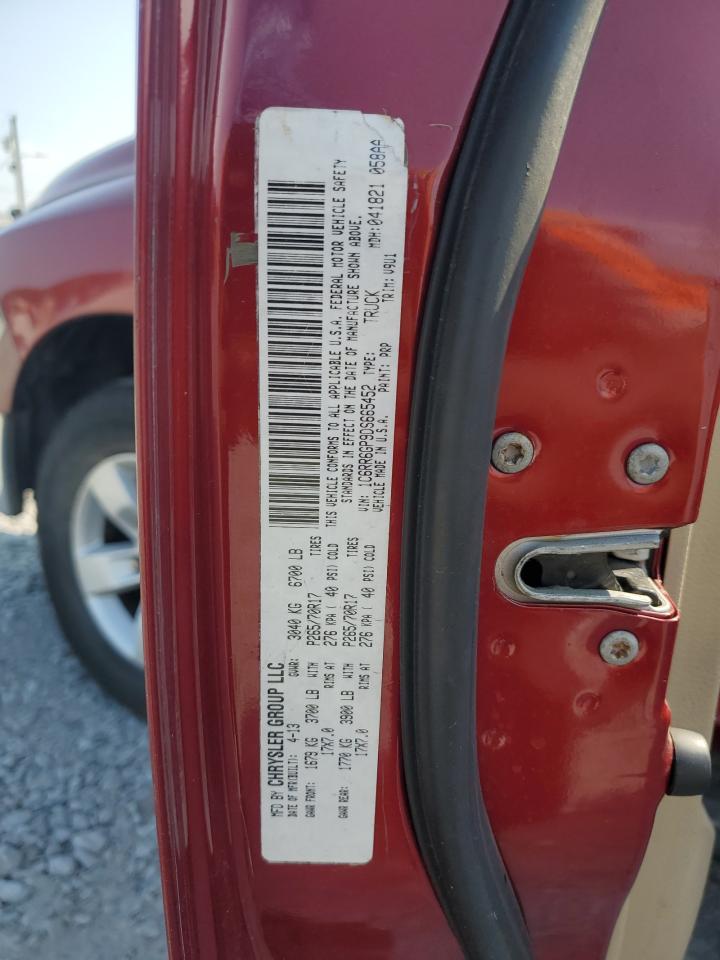 MFD BY CHRYSLER GROUP LLC
DATE OF MFR(BUILT): 4-13 GVWR: 3040 KG 6700 LB
GAWR FRONT: 1679 KG 3700 LB WITH P265/70R17 TIRES
17X7.0 RIMS AT 276 KPA ( 40 PSI) COLD
GAWR REAR: 1770 KG 3900 LB WITH P265/70R17 TIRES
17X7.0 RIMS AT 276 KPA ( 40 PSI) COLD
THIS VEHICLE CONFORMS TO ALL APPLICABLE U.S.A. FEDERAL MOTOR VEHICLE SAFETY
STANDARDS IN EFFECT ON THE DATE OF MANUFACTURE SHOWN ABOVE.
VIN: 1C6RR6GP9DS665452 TYPE: TRUCK MDH: 041821 058AA
VEHICLE MADE IN U.S.A. PAINT: PRP TRIM: V9U1